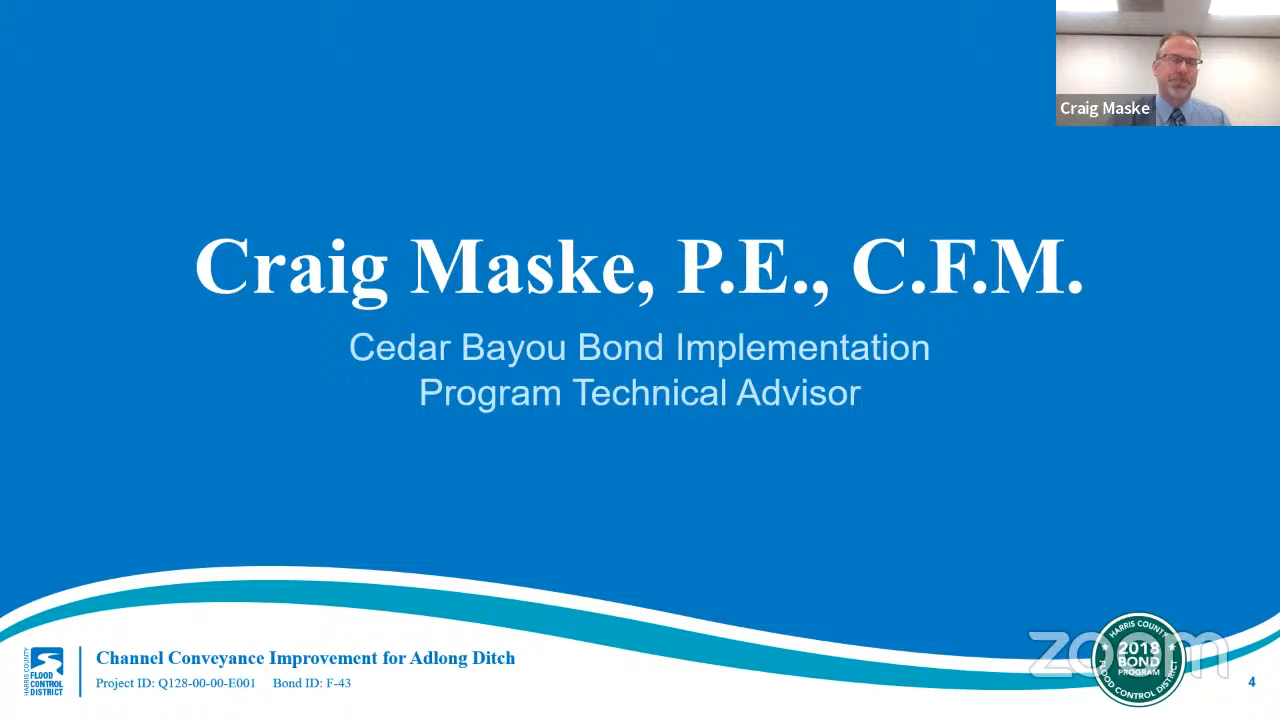 Craig Maske
Craig Maske, P.E., C.F.M.
Cedar Bayou Bond Implementation
Program Technical Advisor
HARRIS COUNTY
FLOOD
CONTROL
DISTRICT
Channel Conveyance Improvement for Adlong Ditch
Project ID: Q128-00-00-E001 Bond ID: F-43
zoom
HARRIS COUNTY
2018
BOND
PROGRAM
FLOOD CONTROL DISTRICT
4